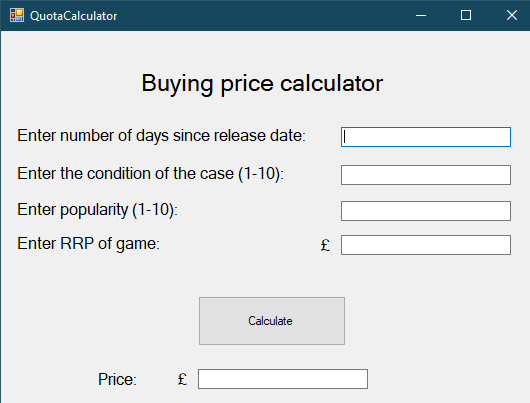 QuotaCalculator
Buying price calculator
Enter number of days since release date:
Enter the condition of the case (1-10):
Enter popularity (1-10):
Enter RRP of game: £
Calculate
Price: £